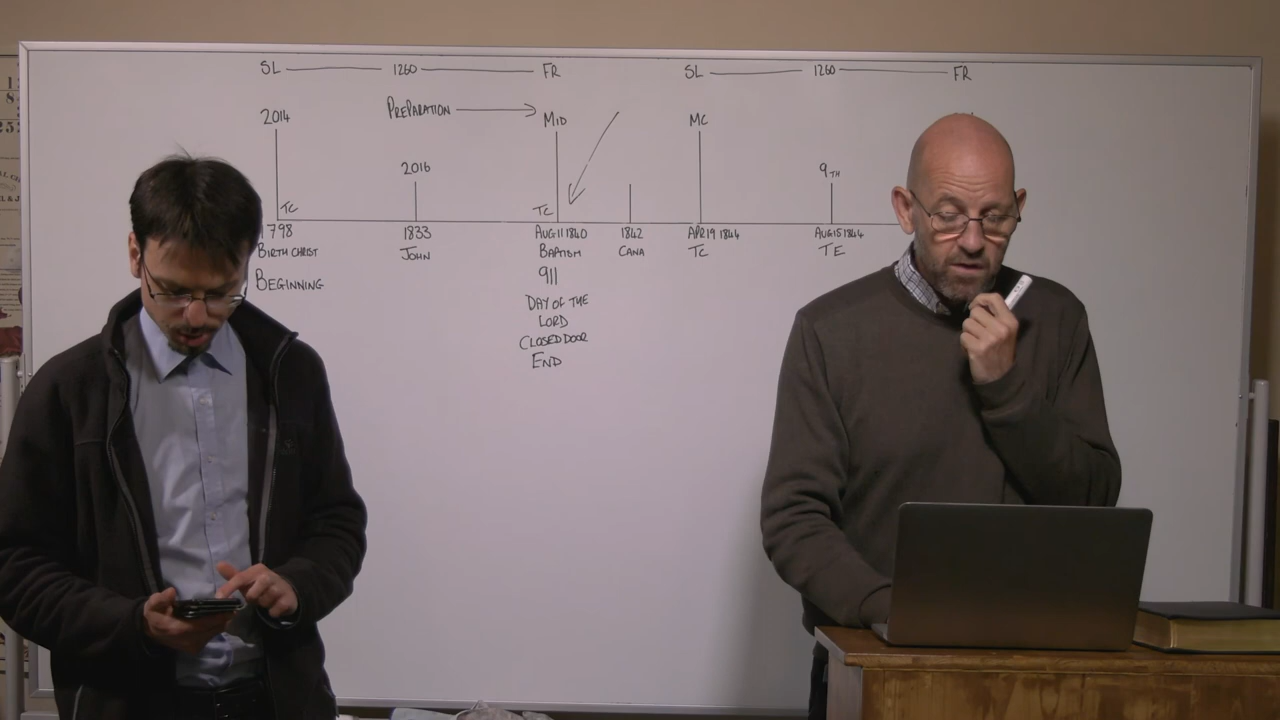 SL 1260 FR SL 1260 FR
PREPARATION
2014 MID MC
2016 9TH
TC TC
1798 1833 AUG 11 1840 1842 APR 19 1844 AUG 15 1844
BIRTH CHRIST JOHN BAPTISM CANA TC TE
BEGINNING 911
DAY OF THE
LORD
CLOSED DOOR
END